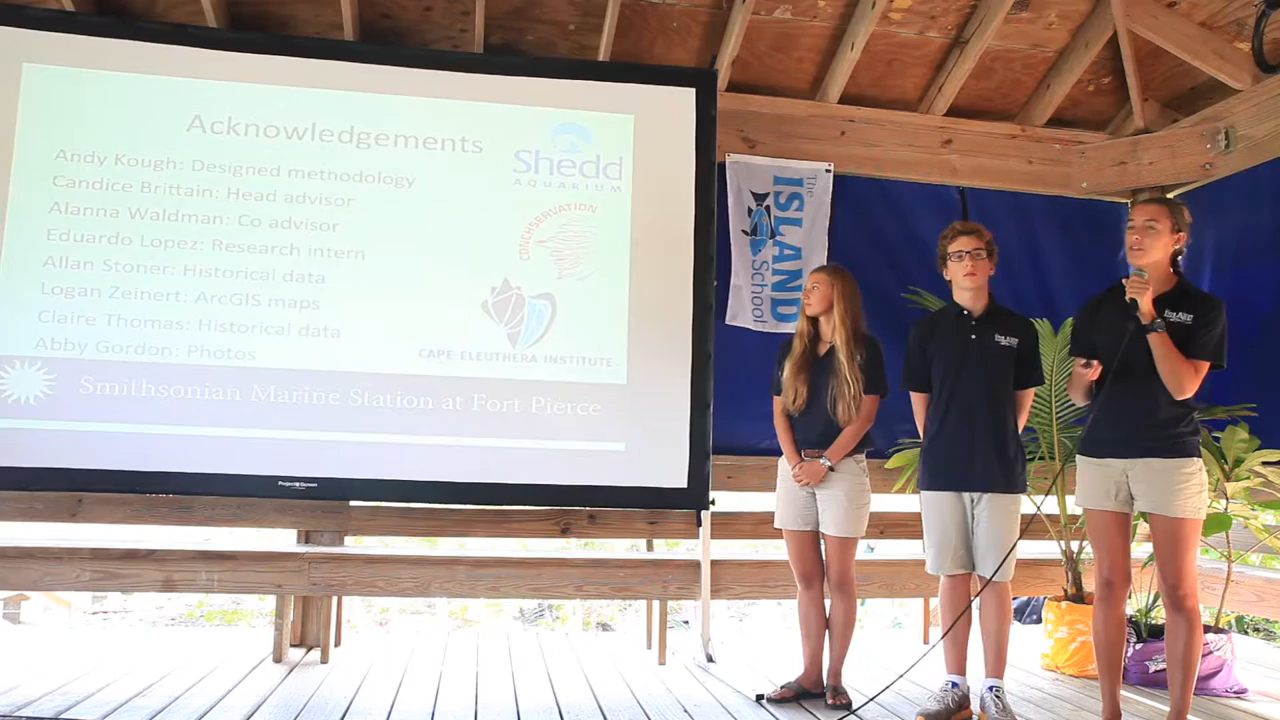 Acknowledgements
Andy Kough: Designed methodology
Candice Brittain: Head advisor
Alanna Waldman: Co advisor
Eduardo Lopez: Research intern
Allan Stoner: Historical data
Logan Zeinert: ArcGIS maps
Claire Thomas: Historical data
Abby Gordon: Photos
Shedd
AQUARIUM
CONCHSERVATION
CAPE ELEUTHERA INSTITUTE
Smithsonian Marine Station at Fort Pierce
The
ISLAND
School